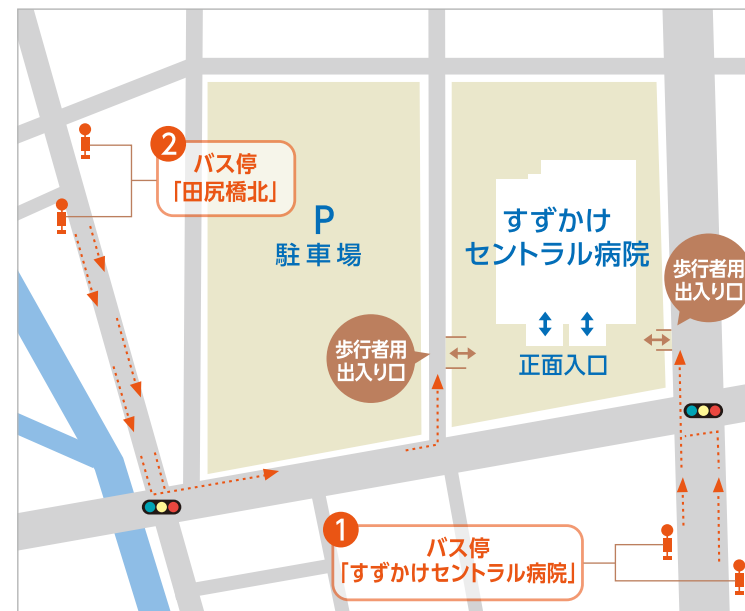 2
バス停
「田尻橋北」
P
駐車場
すずかけ
セントラル病院
歩行者用
出入り口
歩行者用
出入り口
正面入口
1
バス停
「すずかけセントラル病院」